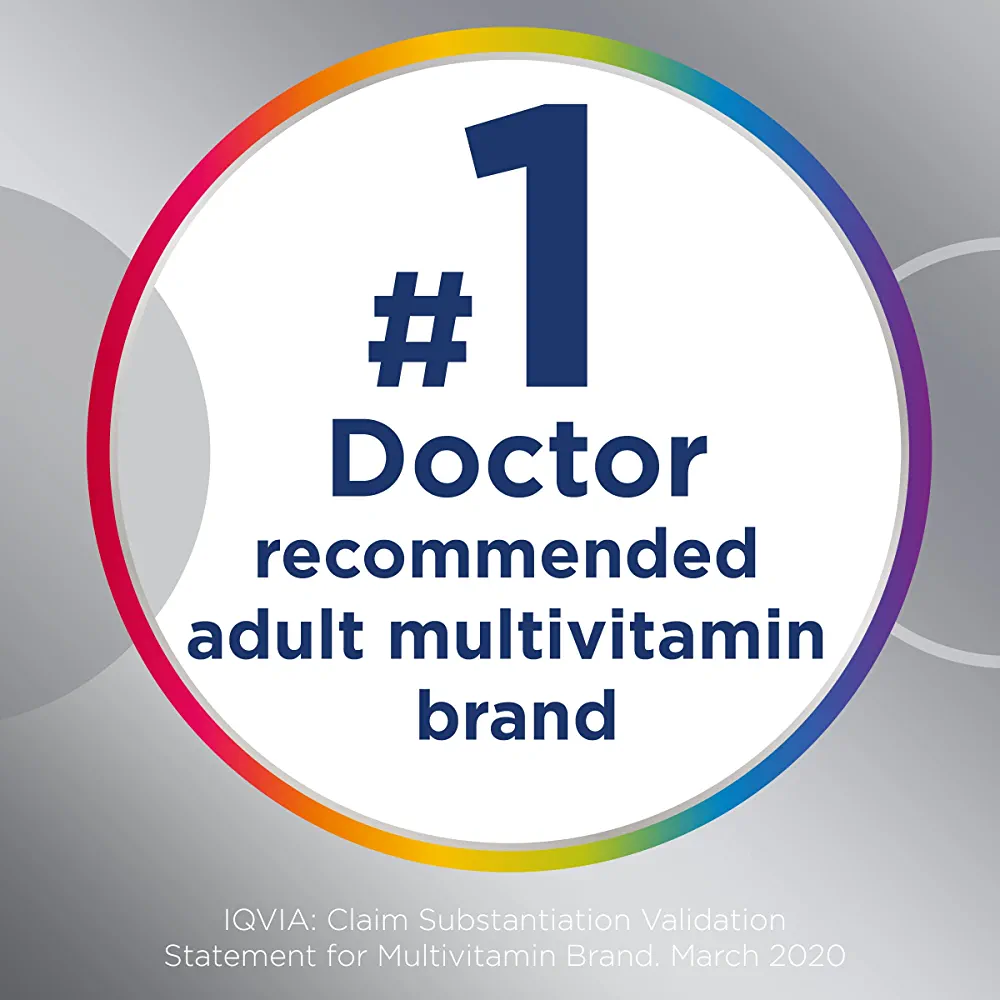 #1
Doctor
recommended
adult multivitamin
brand
IQVIA: Claim Substantiation Validation
Statement for Multivitamin Brand. March 2020